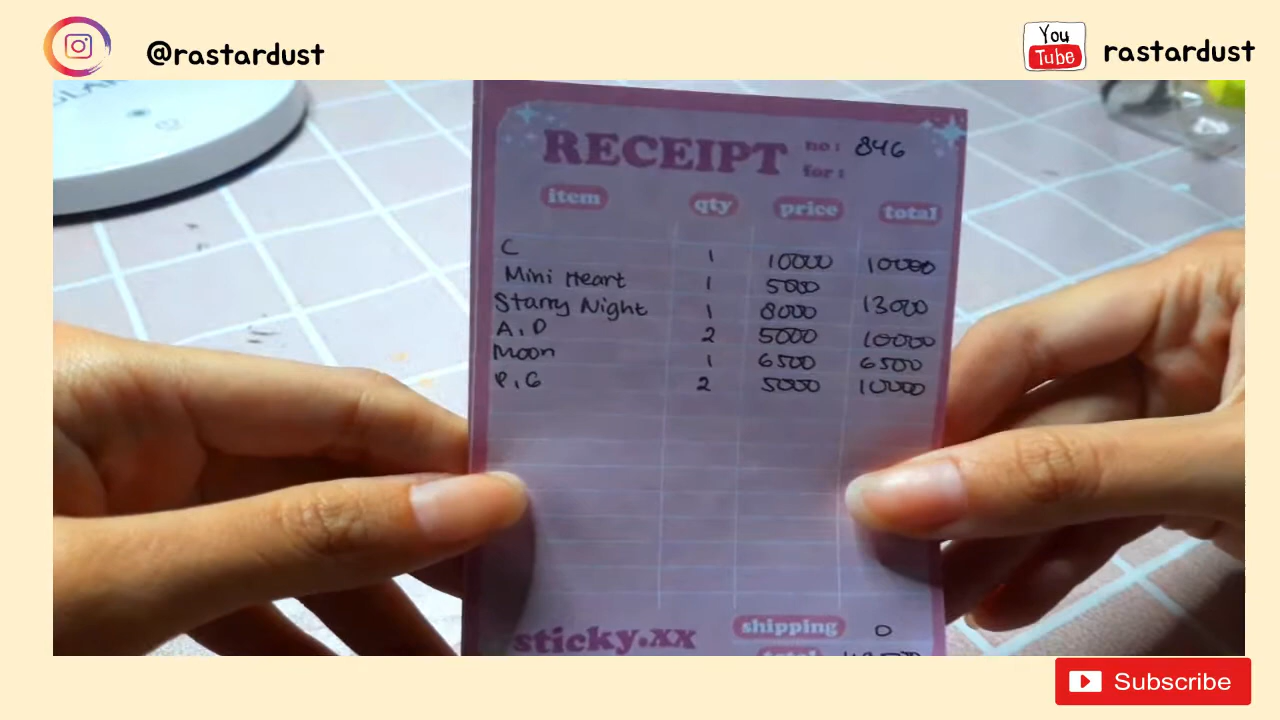 @rastardust
You Tube rastardust
RECEIPT no: 846
for:
item qty price total
C 1 10000 10000
Mini Heart 1 5000
Starry Night 1 8000 13000
A, D 2 5000 10000
Moon 1 6500 6500
P, G 2 5000 10000
sticky.xx shipping 0
total
Subscribe